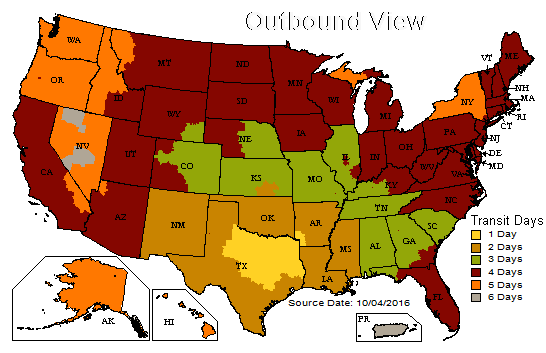 Outbound View
WA
OR
CA
NV
ID
MT
WY
UT
AZ
CO
NM
ND
SD
NE
KS
OK
TX
MN
IA
MO
AR
LA
WI
IL
MI
IN
OH
KY
TN
MS
AL
GA
FL
SC
NC
VA
WV
PA
NY
VT
ME
NH
MA
RI
CT
NJ
DE
MD
AK
HI
PR
Transit Days
1 Day
2 Days
3 Days
4 Days
5 Days
6 Days
Source Date: 10/04/2016